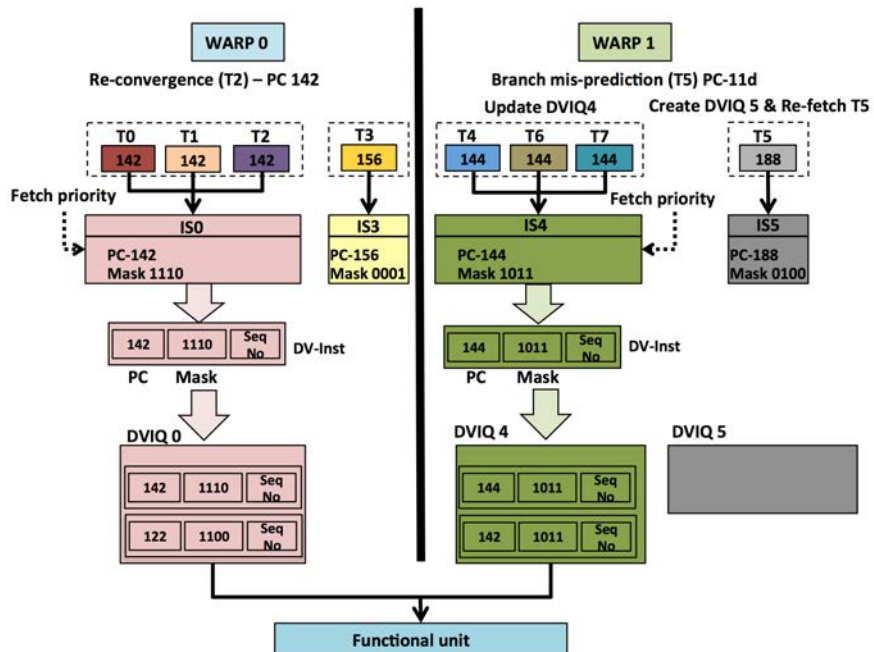 WARP 0
WARP 1
Re-convergence (T2) – PC 142
Branch mis-prediction (T5) PC-11d
Update DVIQ4
Create DVIQ 5 & Re-fetch T5
T0
T1
T2
T3
142
142
142
156
T4
T6
T7
T5
144
144
144
188
Fetch priority
Fetch priority
IS0
PC-142
Mask 1110
IS3
PC-156
Mask 0001
IS4
PC-144
Mask 1011
IS5
PC-188
Mask 0100
142
1110
Seq
No
DV-Inst
PC
Mask
144
1011
Seq
No
DV-Inst
PC
Mask
DVIQ 0
142
1110
Seq
No
122
1100
Seq
No
DVIQ 4
144
1011
Seq
No
142
1011
Seq
No
DVIQ 5
Functional unit